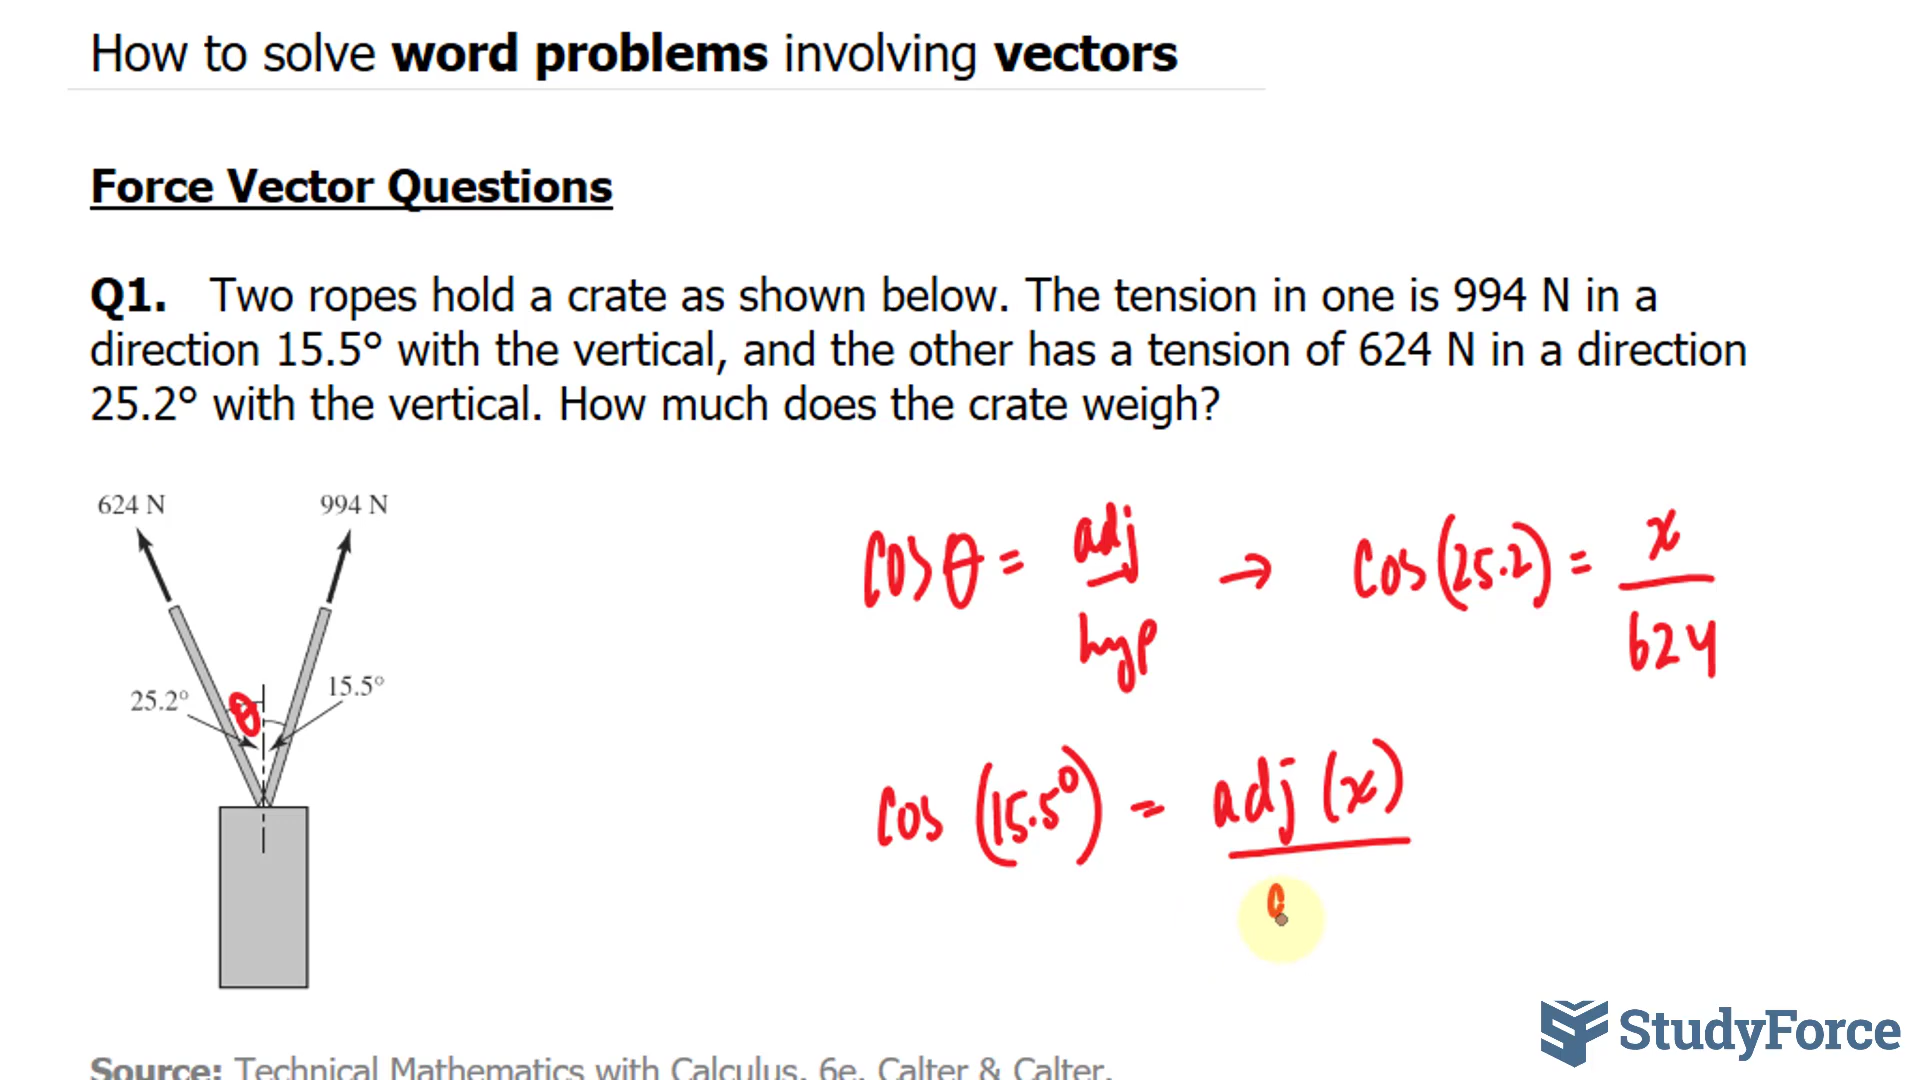 How to solve word problems involving vectors
Force Vector Questions
Q1. Two ropes hold a crate as shown below. The tension in one is 994 N in a
direction 15.5° with the vertical, and the other has a tension of 624 N in a direction
25.2° with the vertical. How much does the crate weigh?
624 N 994 N
25.2° θ 15.5°
cos θ = adj/hyp → cos(25.2) = x/624
cos (15.5°) = adj (x)
StudyForce
Source: Technical Mathematics with Calculus, 6e, Calter & Calter.